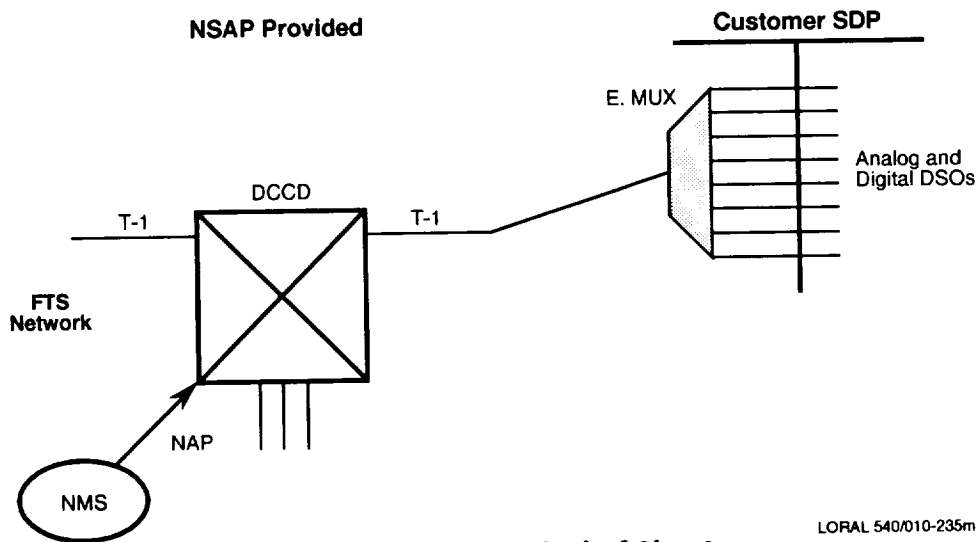 NSAP Provided
Customer SDP
E. MUX
Analog and
Digital DSOs
DCCD
T-1
T-1
FTS
Network
NAP
NMS
LORAL 540/010-235m